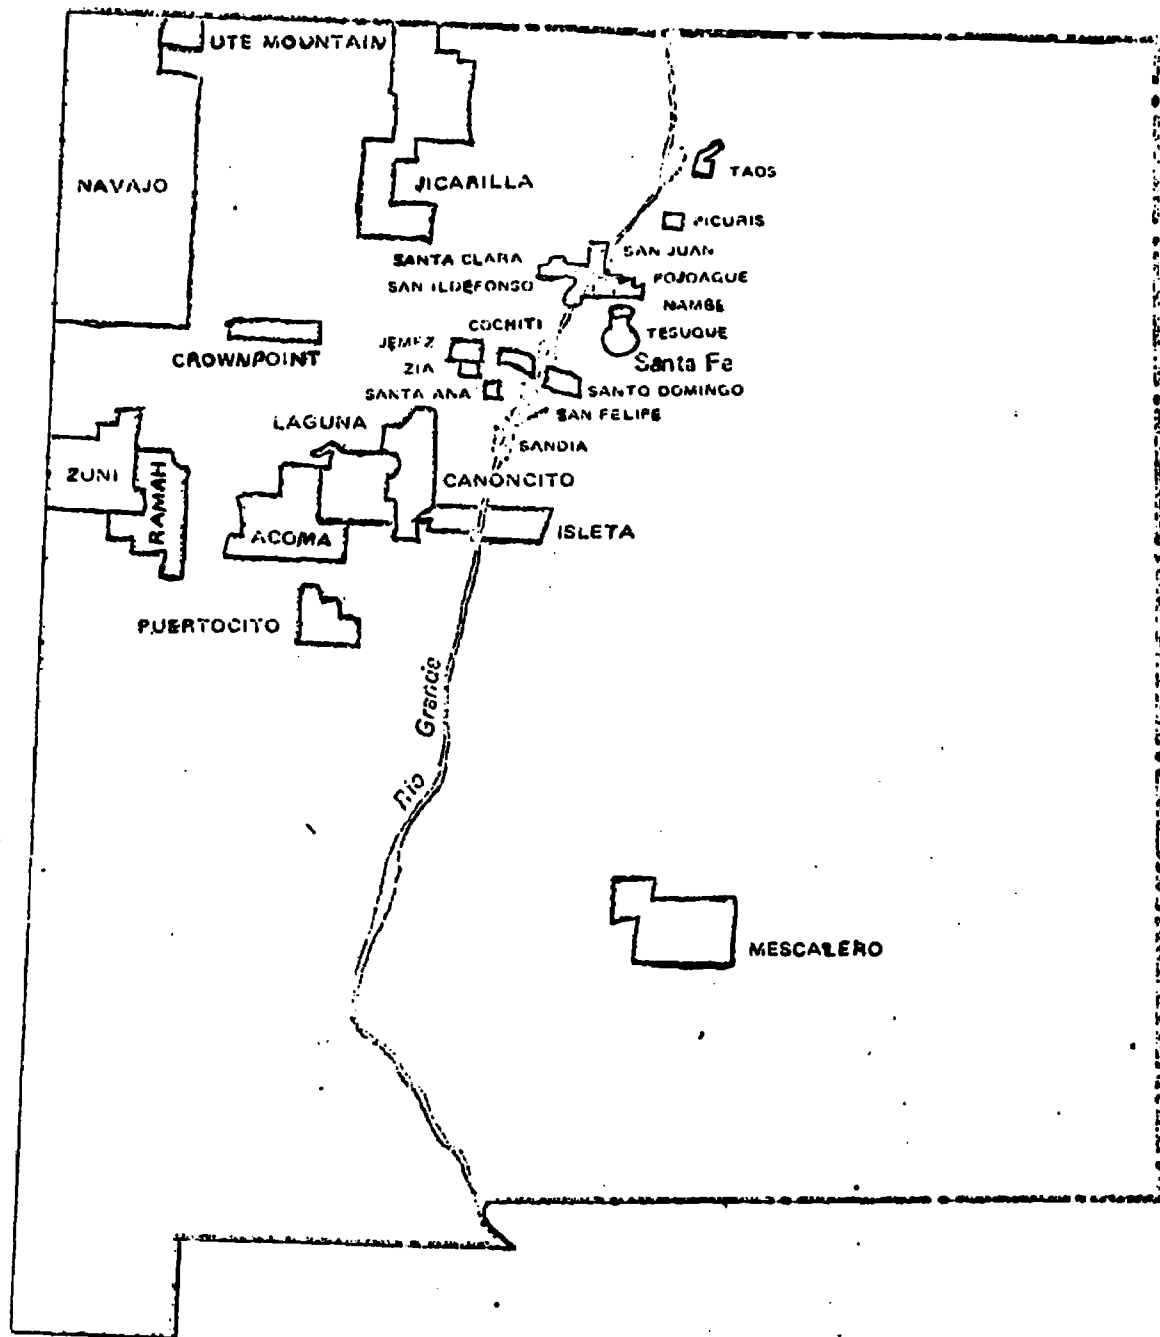 UTE MOUNTAIN
NAVAJO
JICARILLA
TAOS
PICURIS
SAN JUAN
SANTA CLARA
POJOAQUE
SAN ILDEFONSO
NAMBE
COCHITI
TESUQUE
JEMEZ
CROWNPOINT
Santa Fe
ZIA
SANTA ANA
SANTO DOMINGO
SAN FELIPE
LAGUNA
SANDIA
ZUNI
RAMAH
CANONCITO
ACOMA
ISLETA
PUERTOCITO
Rio Grande
MESCALERO